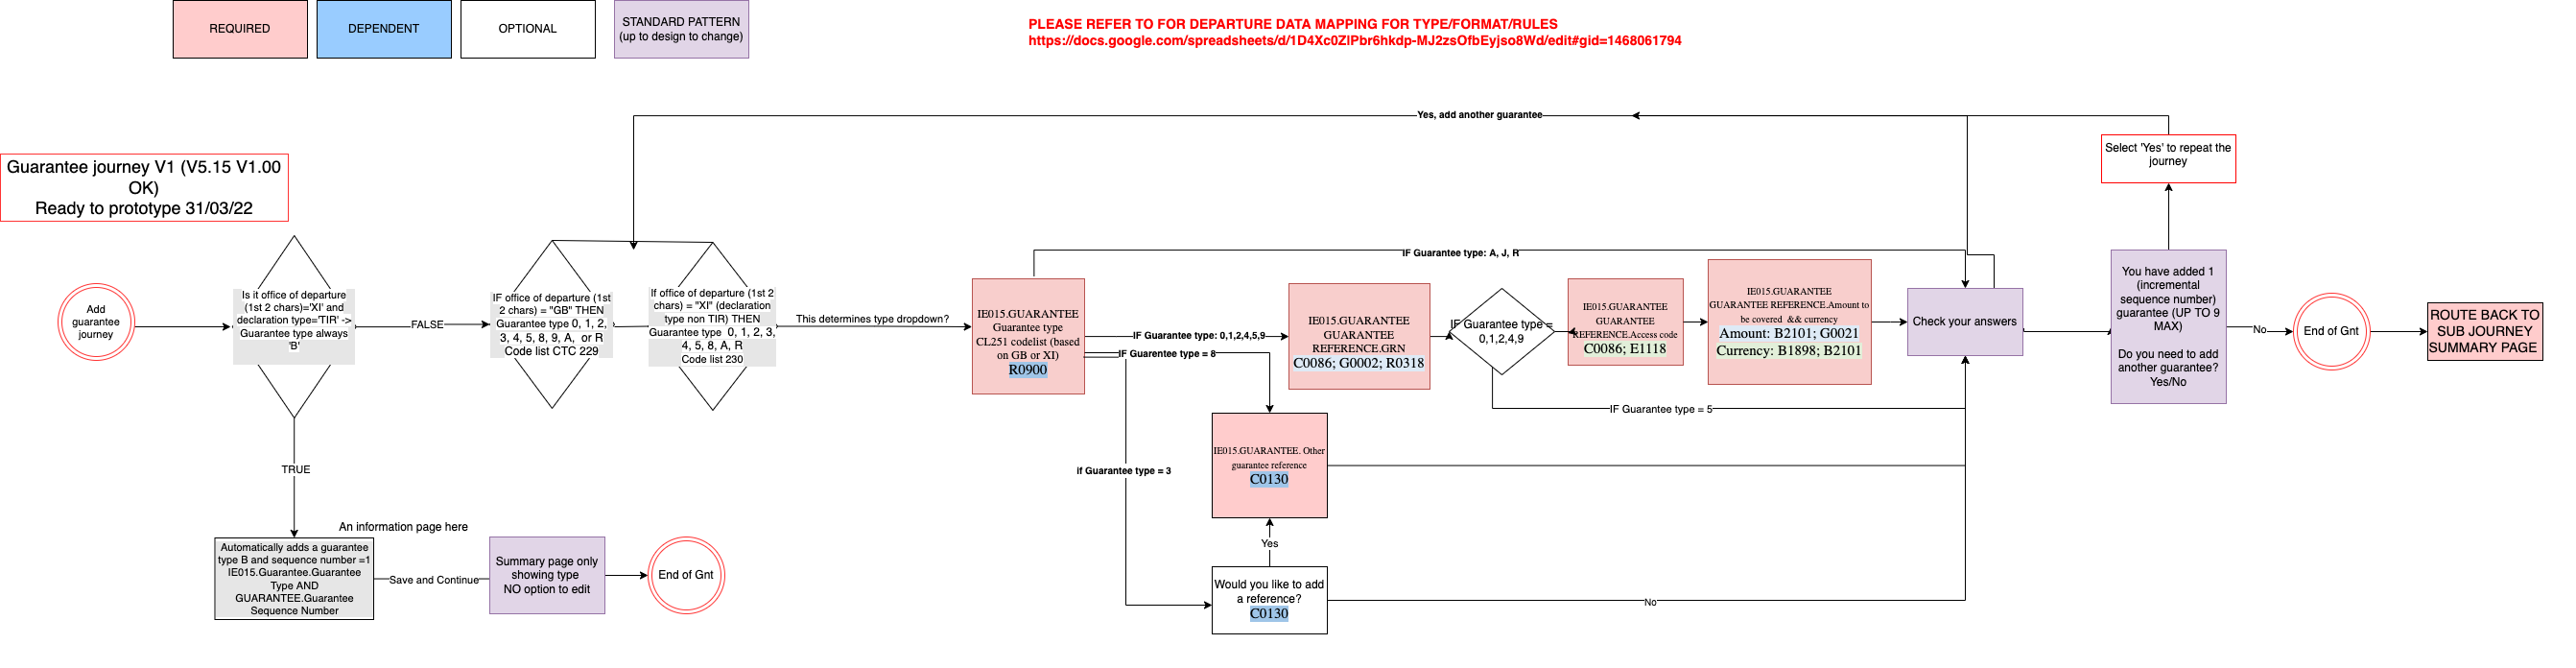 REQUIRED
DEPENDENT
OPTIONAL
STANDARD PATTERN
(up to design to change)
PLEASE REFER TO FOR DEPARTURE DATA MAPPING FOR TYPE/FORMAT/RULES
https://docs.google.com/spreadsheets/d/1D4Xc0ZlPbr6hkdp-MJ2zsOfbEyjso8Wd/edit#gid=1468061794
Yes, add another guarantee
Select 'Yes' to repeat the
journey
Guarantee journey V1 (V5.15 V1.00
OK)
Ready to prototype 31/03/22
Add
guarantee
journey
Is it office of departure
(1st 2 chars)='XI' and
declaration type='TIR' ->
Guarantee type always
'B'
FALSE
IF office of departure (1st
2 chars) = "GB" THEN
Guarantee type 0, 1, 2,
3, 4, 5, 8, 9, A, or R
Code list CTC 229
If office of departure (1st 2
chars) = "XI" (declaration
type non TIR) THEN
Guarantee type 0, 1, 2, 3,
4, 5, 8, A, R
Code list 230
This determines type dropdown?
IE015.GUARANTEE
Guarantee type
CL251 codelist (based
on GB or XI)
R0900
IF Guarantee type: A, J, R
IF Guarantee type: 0,1,2,4,5,9
IF Guarentee type = 8
IE015.GUARANTEE
GUARANTEE
REFERENCE.GRN
C0086; G0002; R0318
IF Guarantee type =
0,1,2,4,9
IE015.GUARANTEE
GUARANTEE
REFERENCE.Access code
C0086; E1118
IE015.GUARANTEE
GUARANTEE REFERENCE.Amount to
be covered && currency
Amount: B2101; G0021
Currency: B1898; B2101
Check your answers
You have added 1
(incremental
sequence number)
guarantee (UP TO 9
MAX)
Do you need to add
another guarantee?
Yes/No
No
End of Gnt
ROUTE BACK TO
SUB JOURNEY
SUMMARY PAGE
IF Guarantee type = 5
if Guarantee type = 3
IE015.GUARANTEE. Other
guarantee reference
C0130
Yes
Would you like to add
a reference?
C0130
No
TRUE
An information page here
Automatically adds a guarantee
type B and sequence number =1
IE015.Guarantee.Guarantee
Type AND
GUARANTEE.Guarantee
Sequence Number
Save and Continue
Summary page only
showing type
NO option to edit
End of Gnt